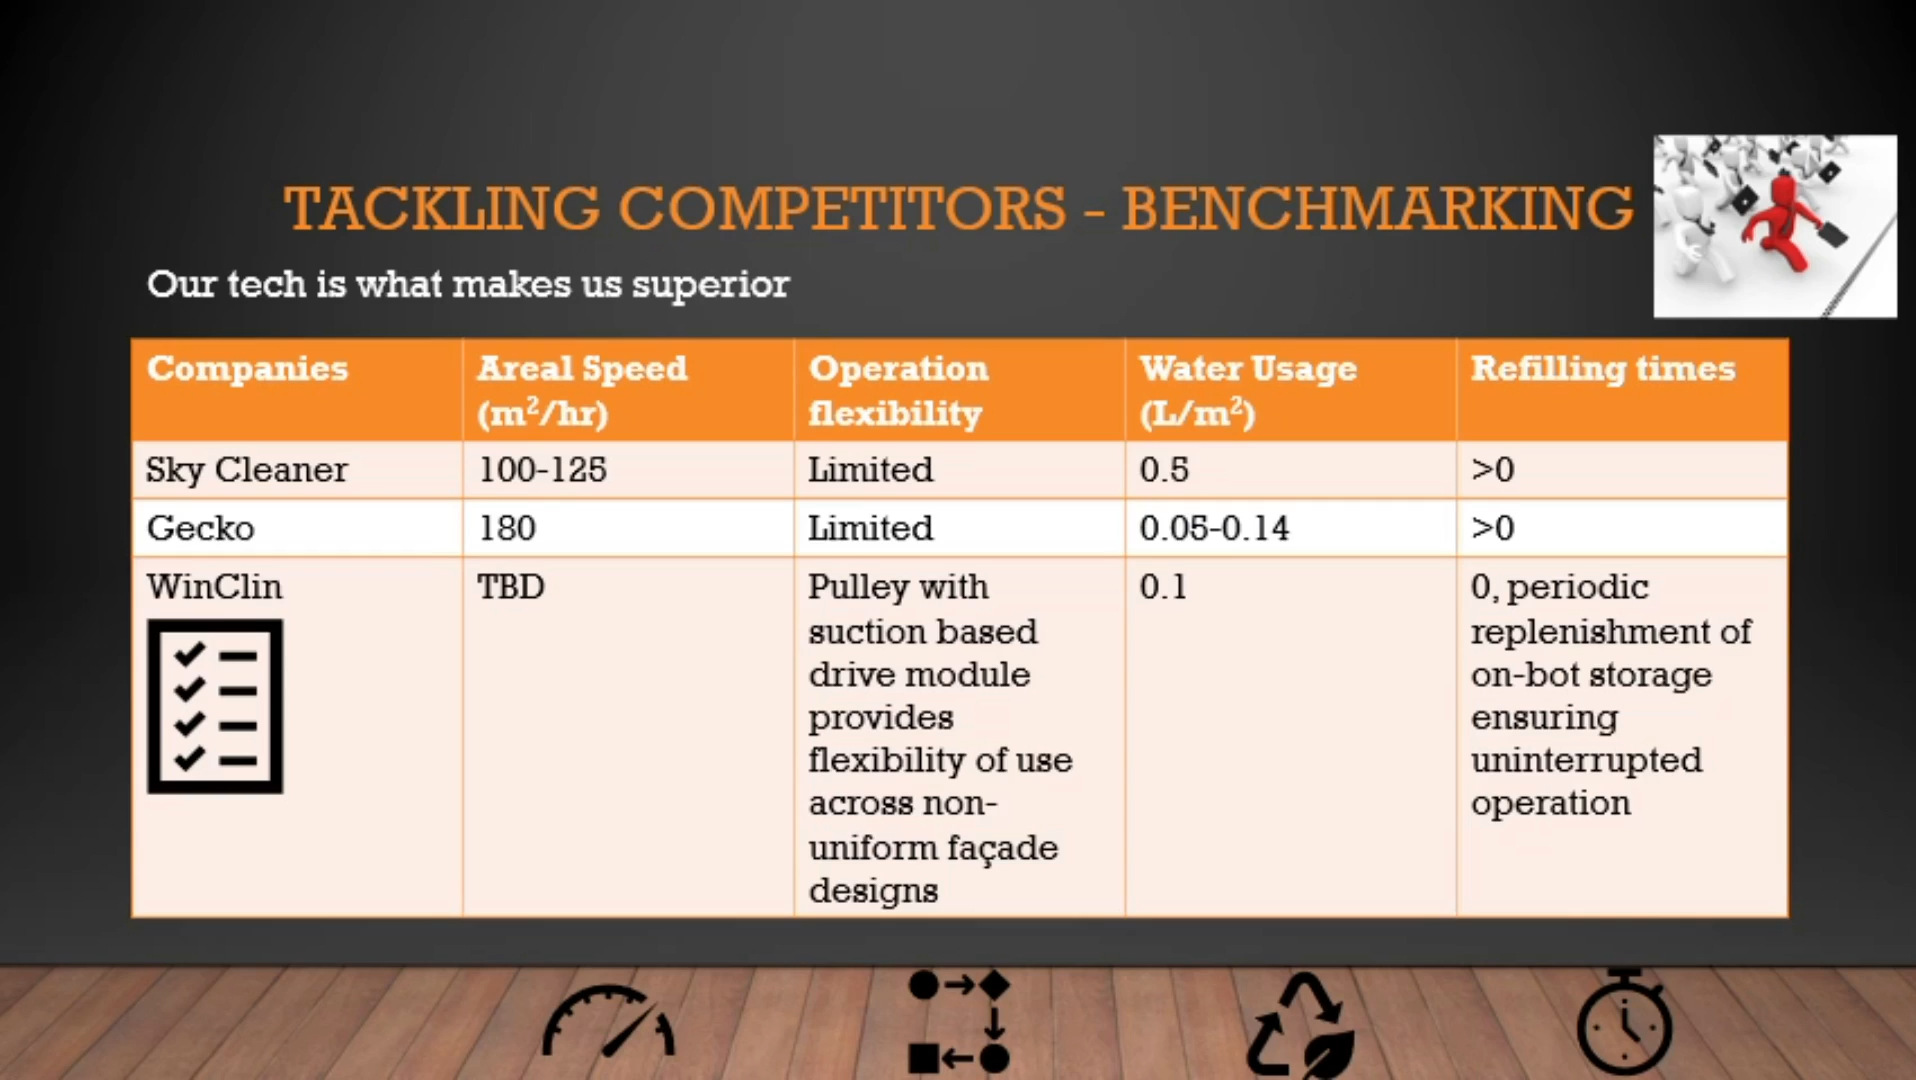 TACKLING COMPETITORS - BENCHMARKING
Our tech is what makes us superior
Companies
Areal Speed
(m²/hr)
Operation
flexibility
Water Usage
(L/m²)
Refilling times
Sky Cleaner
100-125
Limited
0.5
>0
Gecko
180
Limited
0.05-0.14
>0
WinClin
TBD
Pulley with
suction based
drive module
provides
flexibility of use
across non-
uniform façade
designs
0.1
0, periodic
replenishment of
on-bot storage
ensuring
uninterrupted
operation